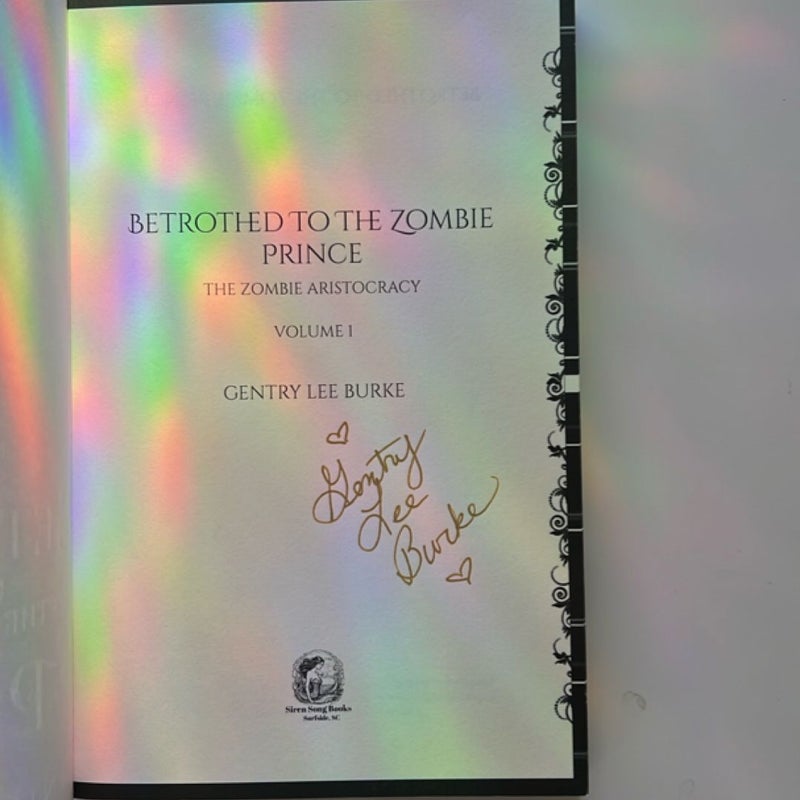 BETROTHED TO THE ZOMBIE
PRINCE
THE ZOMBIE ARISTOCRACY
VOLUME 1
GENTRY LEE BURKE
Gentry
Lee
Burke
Siren Song Books
Surfside, SC